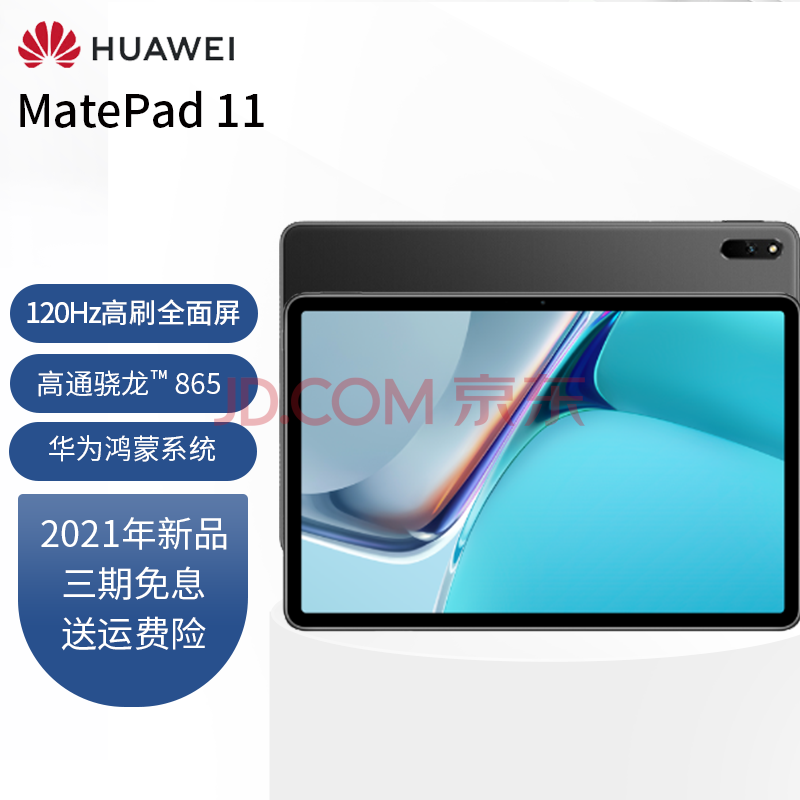 HUAWEI
MatePad 11
120Hz高刷全面屏
高通骁龙™ 865
JD.COM 京东
华为鸿蒙系统
2021年新品
三期免息
送运费险